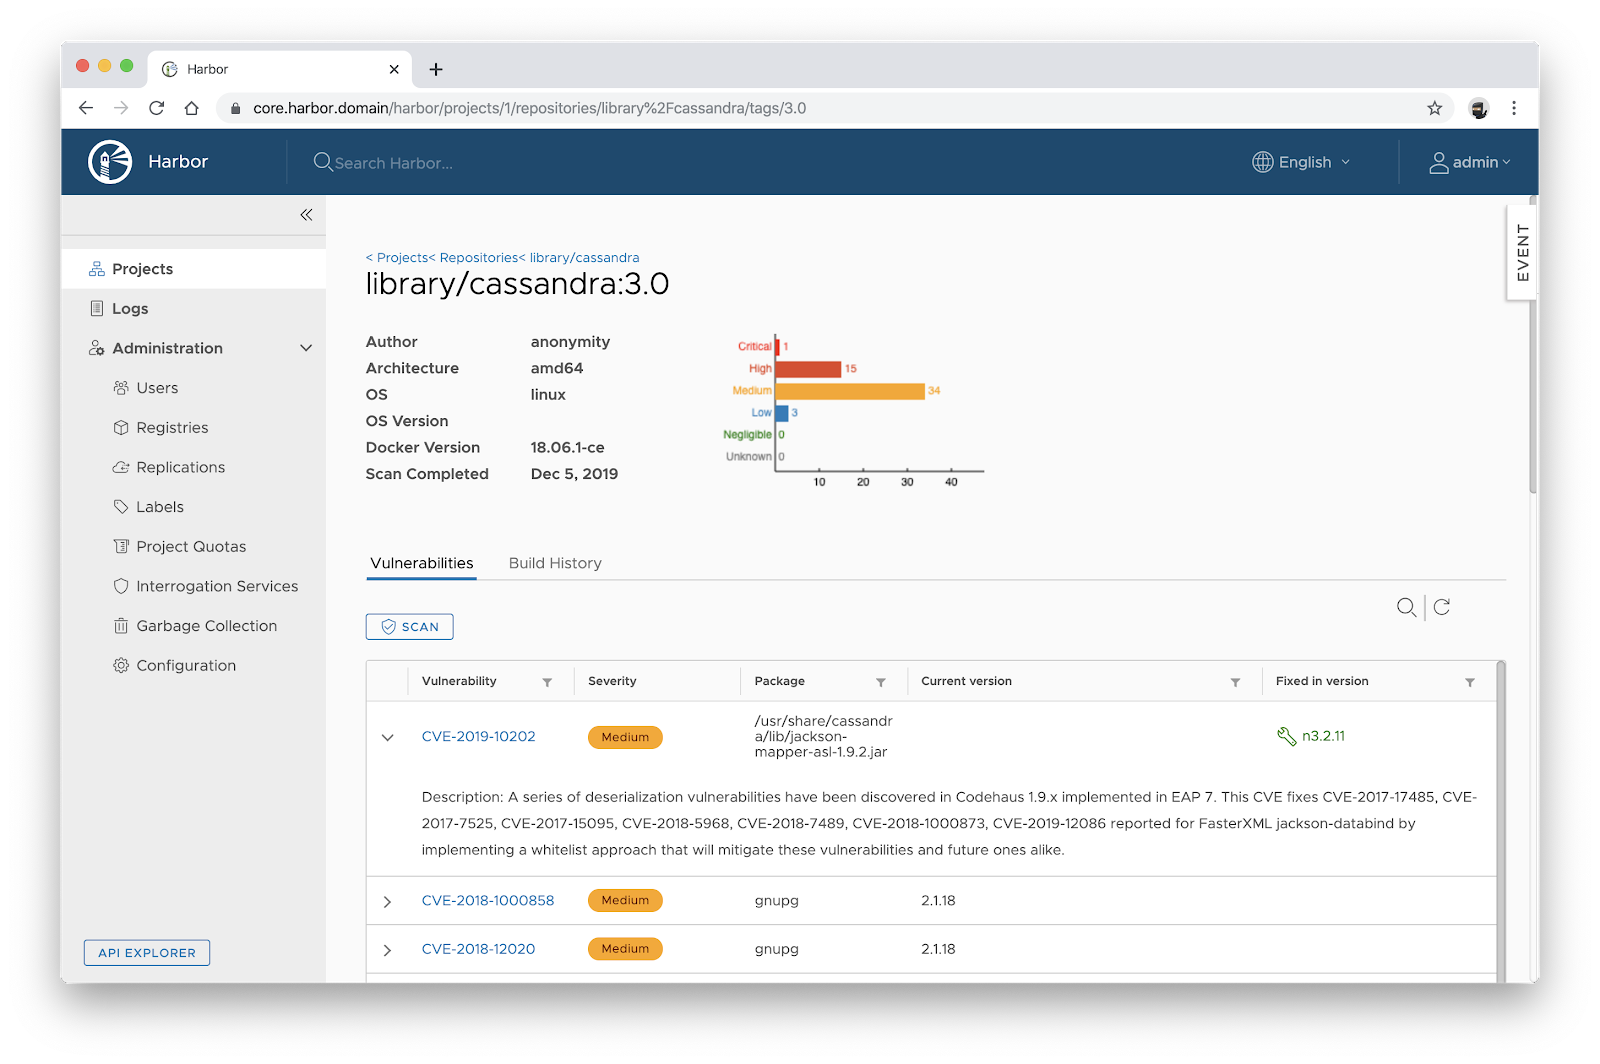 Harbor
core.harbor.domain/harbor/projects/1/repositories/library%2Fcassandra/tags/3.0
Harbor
Search Harbor...
English
admin
EVENT
Projects
Logs
Administration
Users
Registries
Replications
Labels
Project Quotas
Interrogation Services
Garbage Collection
Configuration
API EXPLORER
< Projects< Repositories< library/cassandra
library/cassandra:3.0
Author anonymity
Architecture amd64
OS linux
OS Version
Docker Version 18.06.1-ce
Scan Completed Dec 5, 2019
Critical 1
High 15
Medium 34
Low 3
Negligible 0
Unknown 0
10 20 30 40
Vulnerabilities Build History
SCAN
Vulnerability Severity Package Current version Fixed in version
CVE-2019-10202 Medium /usr/share/cassandr
a/lib/jackson-
mapper-asl-1.9.2.jar
n3.2.11
Description: A series of deserialization vulnerabilities have been discovered in Codehaus 1.9.x implemented in EAP 7. This CVE fixes CVE-2017-17485, CVE-
2017-7525, CVE-2017-15095, CVE-2018-5968, CVE-2018-7489, CVE-2018-1000873, CVE-2019-12086 reported for FasterXML jackson-databind by
implementing a whitelist approach that will mitigate these vulnerabilities and future ones alike.
CVE-2018-1000858 Medium gnupg 2.1.18
CVE-2018-12020 Medium gnupg 2.1.18